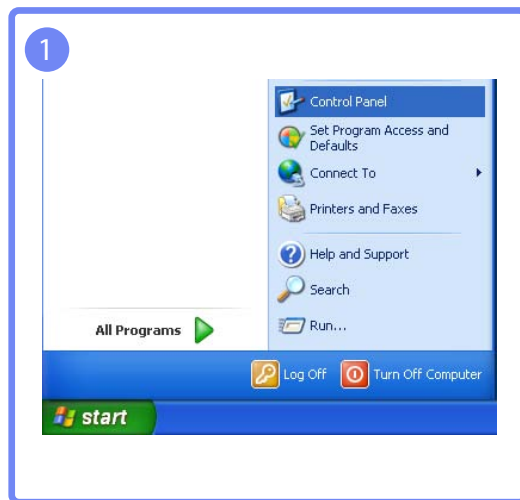 1
Control Panel
Set Program Access and
Defaults
Connect To
Printers and Faxes
Help and Support
Search
All Programs
Run...
Log Off
Turn Off Computer
start